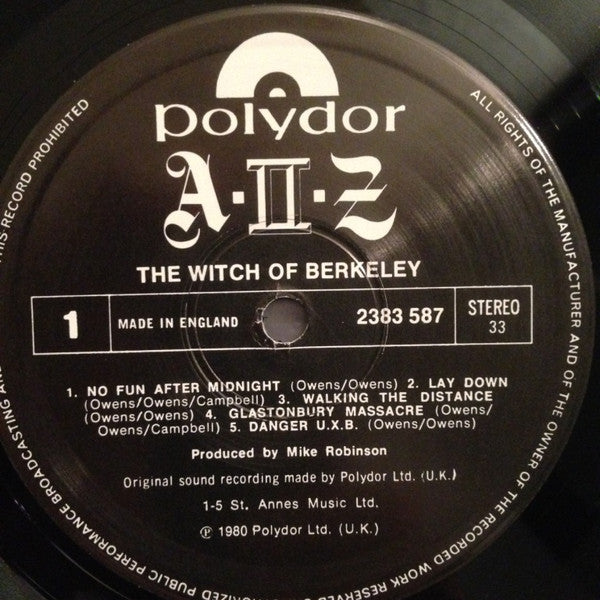 polydor
A·II·Z
THE WITCH OF BERKELEY
1
MADE IN ENGLAND
2383 587
STEREO
33
1. NO FUN AFTER MIDNIGHT (Owens/Owens) 2. LAY DOWN
(Owens/Owens/Campbell) 3. WALKING THE DISTANCE
(Owens/Owens) 4. GLASTONBURY MASSACRE (Owens/
Owens/Campbell) 5. DANGER U.X.B. (Owens/Owens)
Produced by Mike Robinson
Original sound recording made by Polydor Ltd. (U.K.)
1-5 St. Annes Music Ltd.
℗ 1980 Polydor Ltd. (U.K.)
ALL RIGHTS OF THE MANUFACTURER AND OF THE OWNER OF THE RECORDED WORK RESERVED
PUBLIC PERFORMANCE BROADCASTING
THIS RECORD PROHIBITED